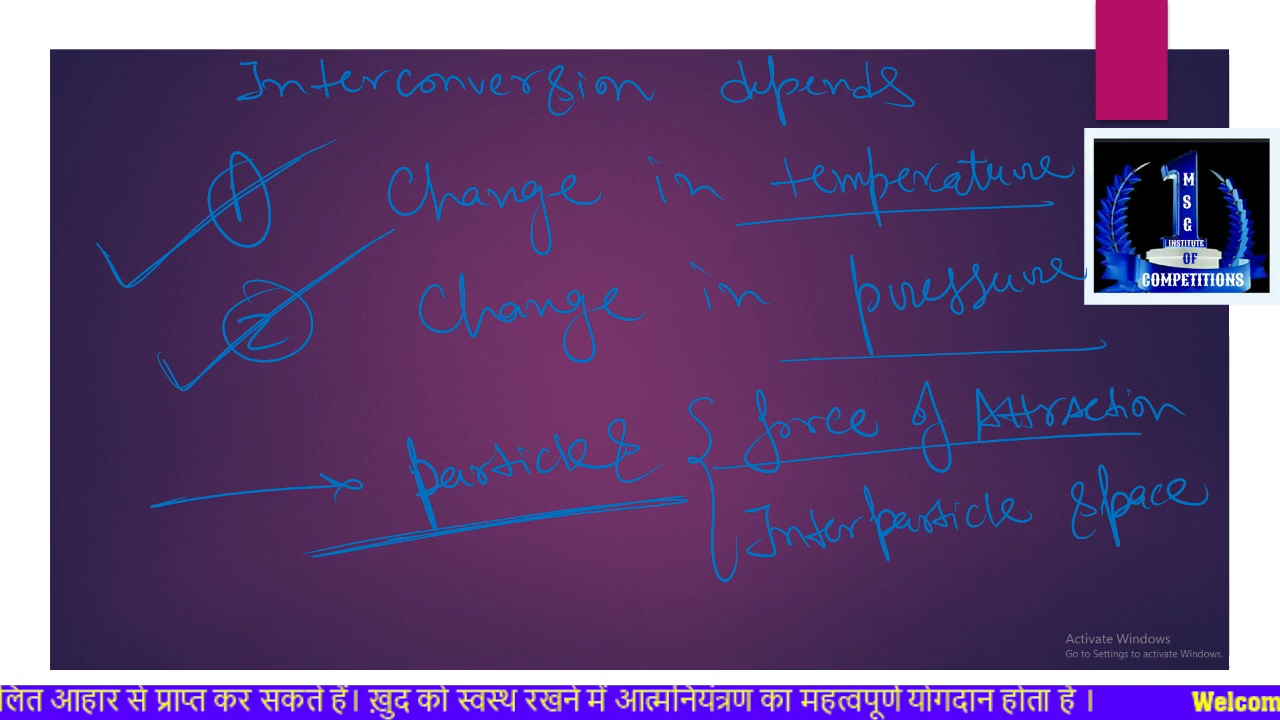 Interconversion depends
1 Change in temperature
2 Change in pressure
→ particles { force of Attraction
Interparticle space
1
MSG
INSTITUTE
OF
COMPETITIONS
Activate Windows
Go to Settings to activate Windows.
लित आहार से प्राप्त कर सकते हैं। ख़ुद को स्वस्थ रखने में आत्मनियंत्रण का महत्वपूर्ण योगदान होता हे । Welcom